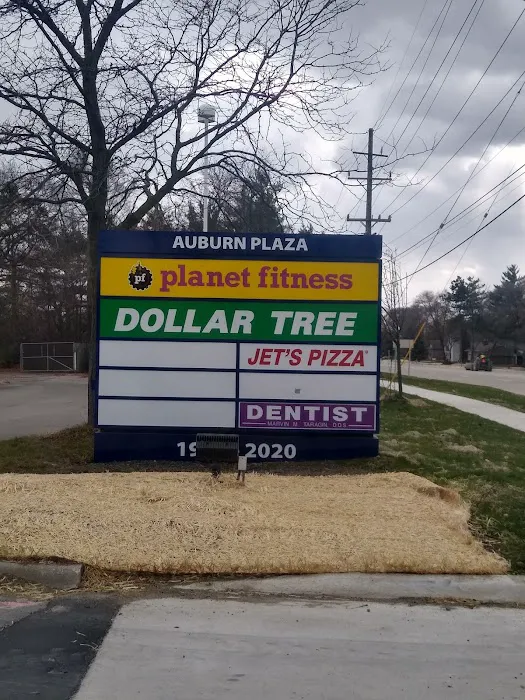 AUBURN PLAZA
pf planet fitness
DOLLAR TREE
JET'S PIZZA
DENTIST
MARVIN M. TARAGIN D.D.S.
2020